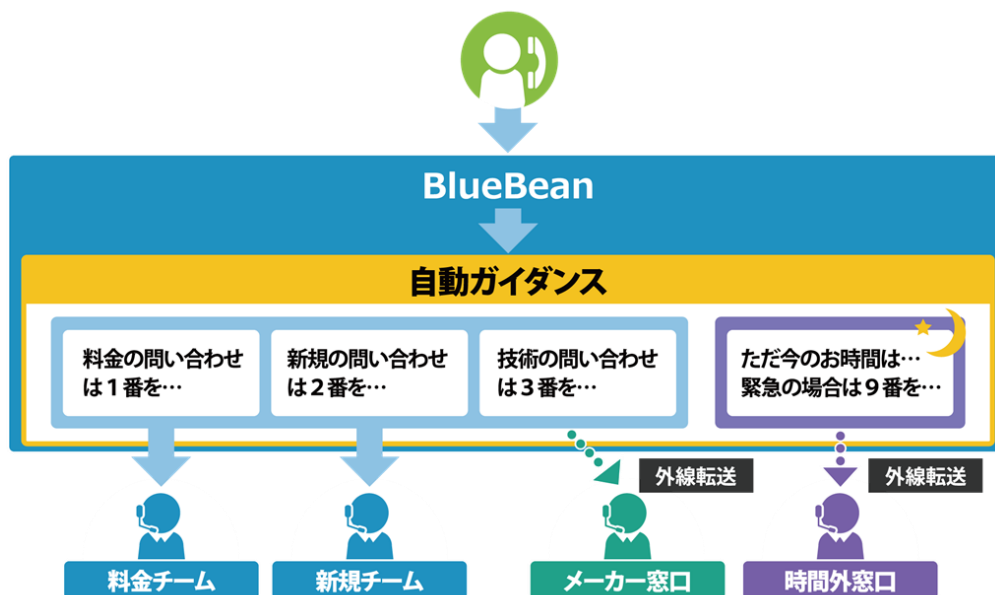 BlueBean
自動ガイダンス
料金の問い合わせ
は1番を…
新規の問い合わせ
は2番を…
技術の問い合わせ
は3番を…
ただ今のお時間は…
緊急の場合は9番を…
外線転送
外線転送
料金チーム
新規チーム
メーカー窓口
時間外窓口